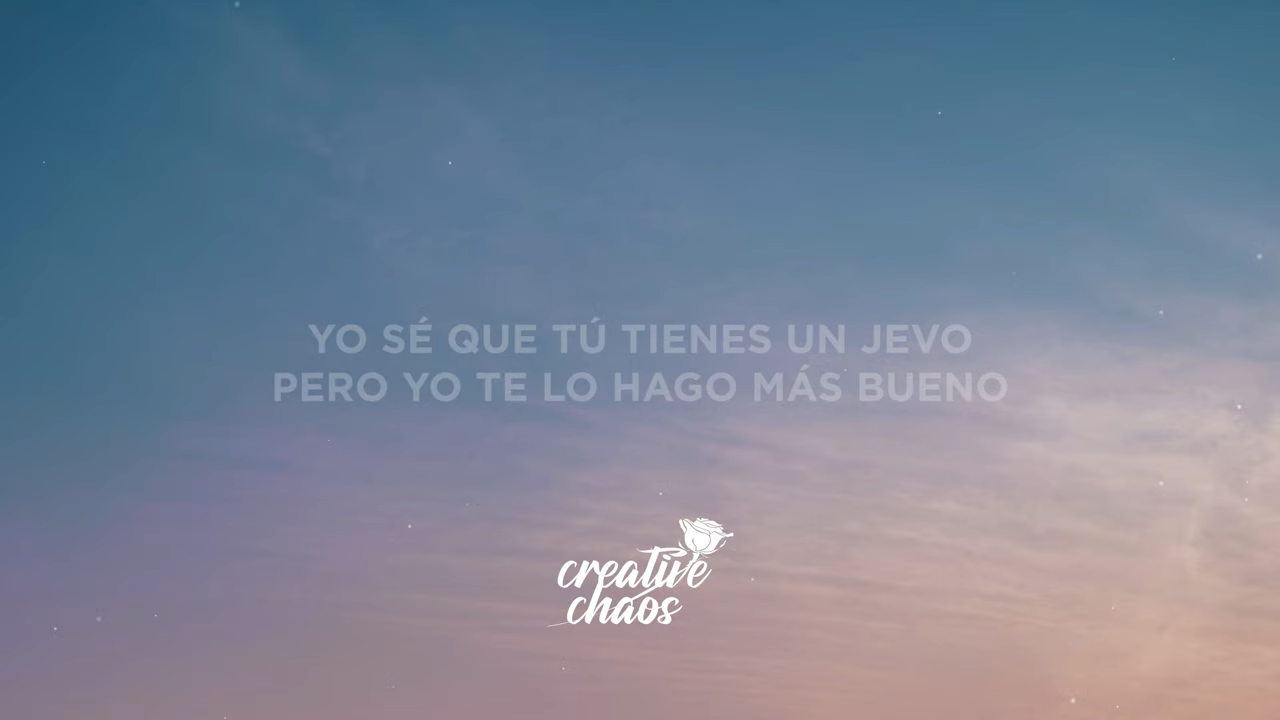 YO SÉ QUE TÚ TIENES UN JEVO
PERO YO TE LO HAGO MÁS BUENO
creative
chaos